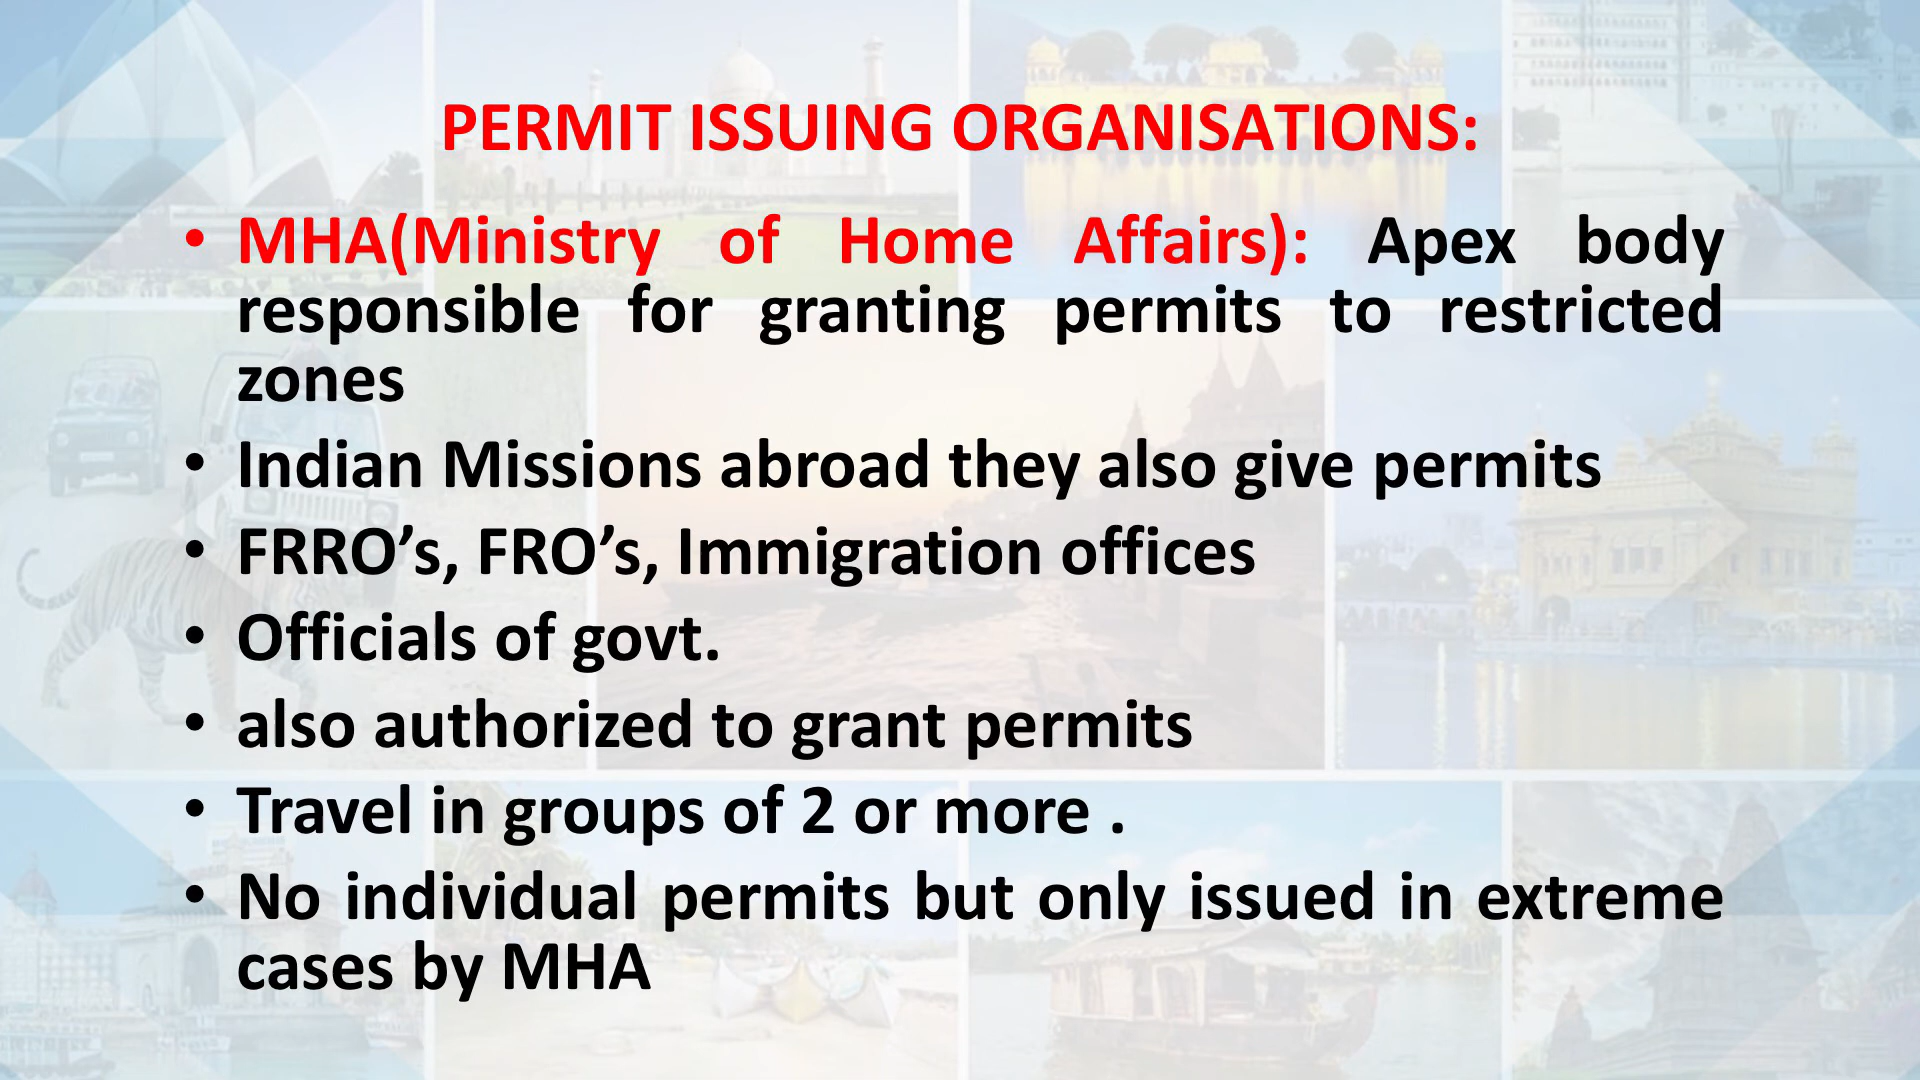 PERMIT ISSUING ORGANISATIONS:
• MHA(Ministry of Home Affairs): Apex body
responsible for granting permits to restricted
zones
• Indian Missions abroad they also give permits
• FRRO’s, FRO’s, Immigration offices
• Officials of govt.
• also authorized to grant permits
• Travel in groups of 2 or more .
• No individual permits but only issued in extreme
cases by MHA